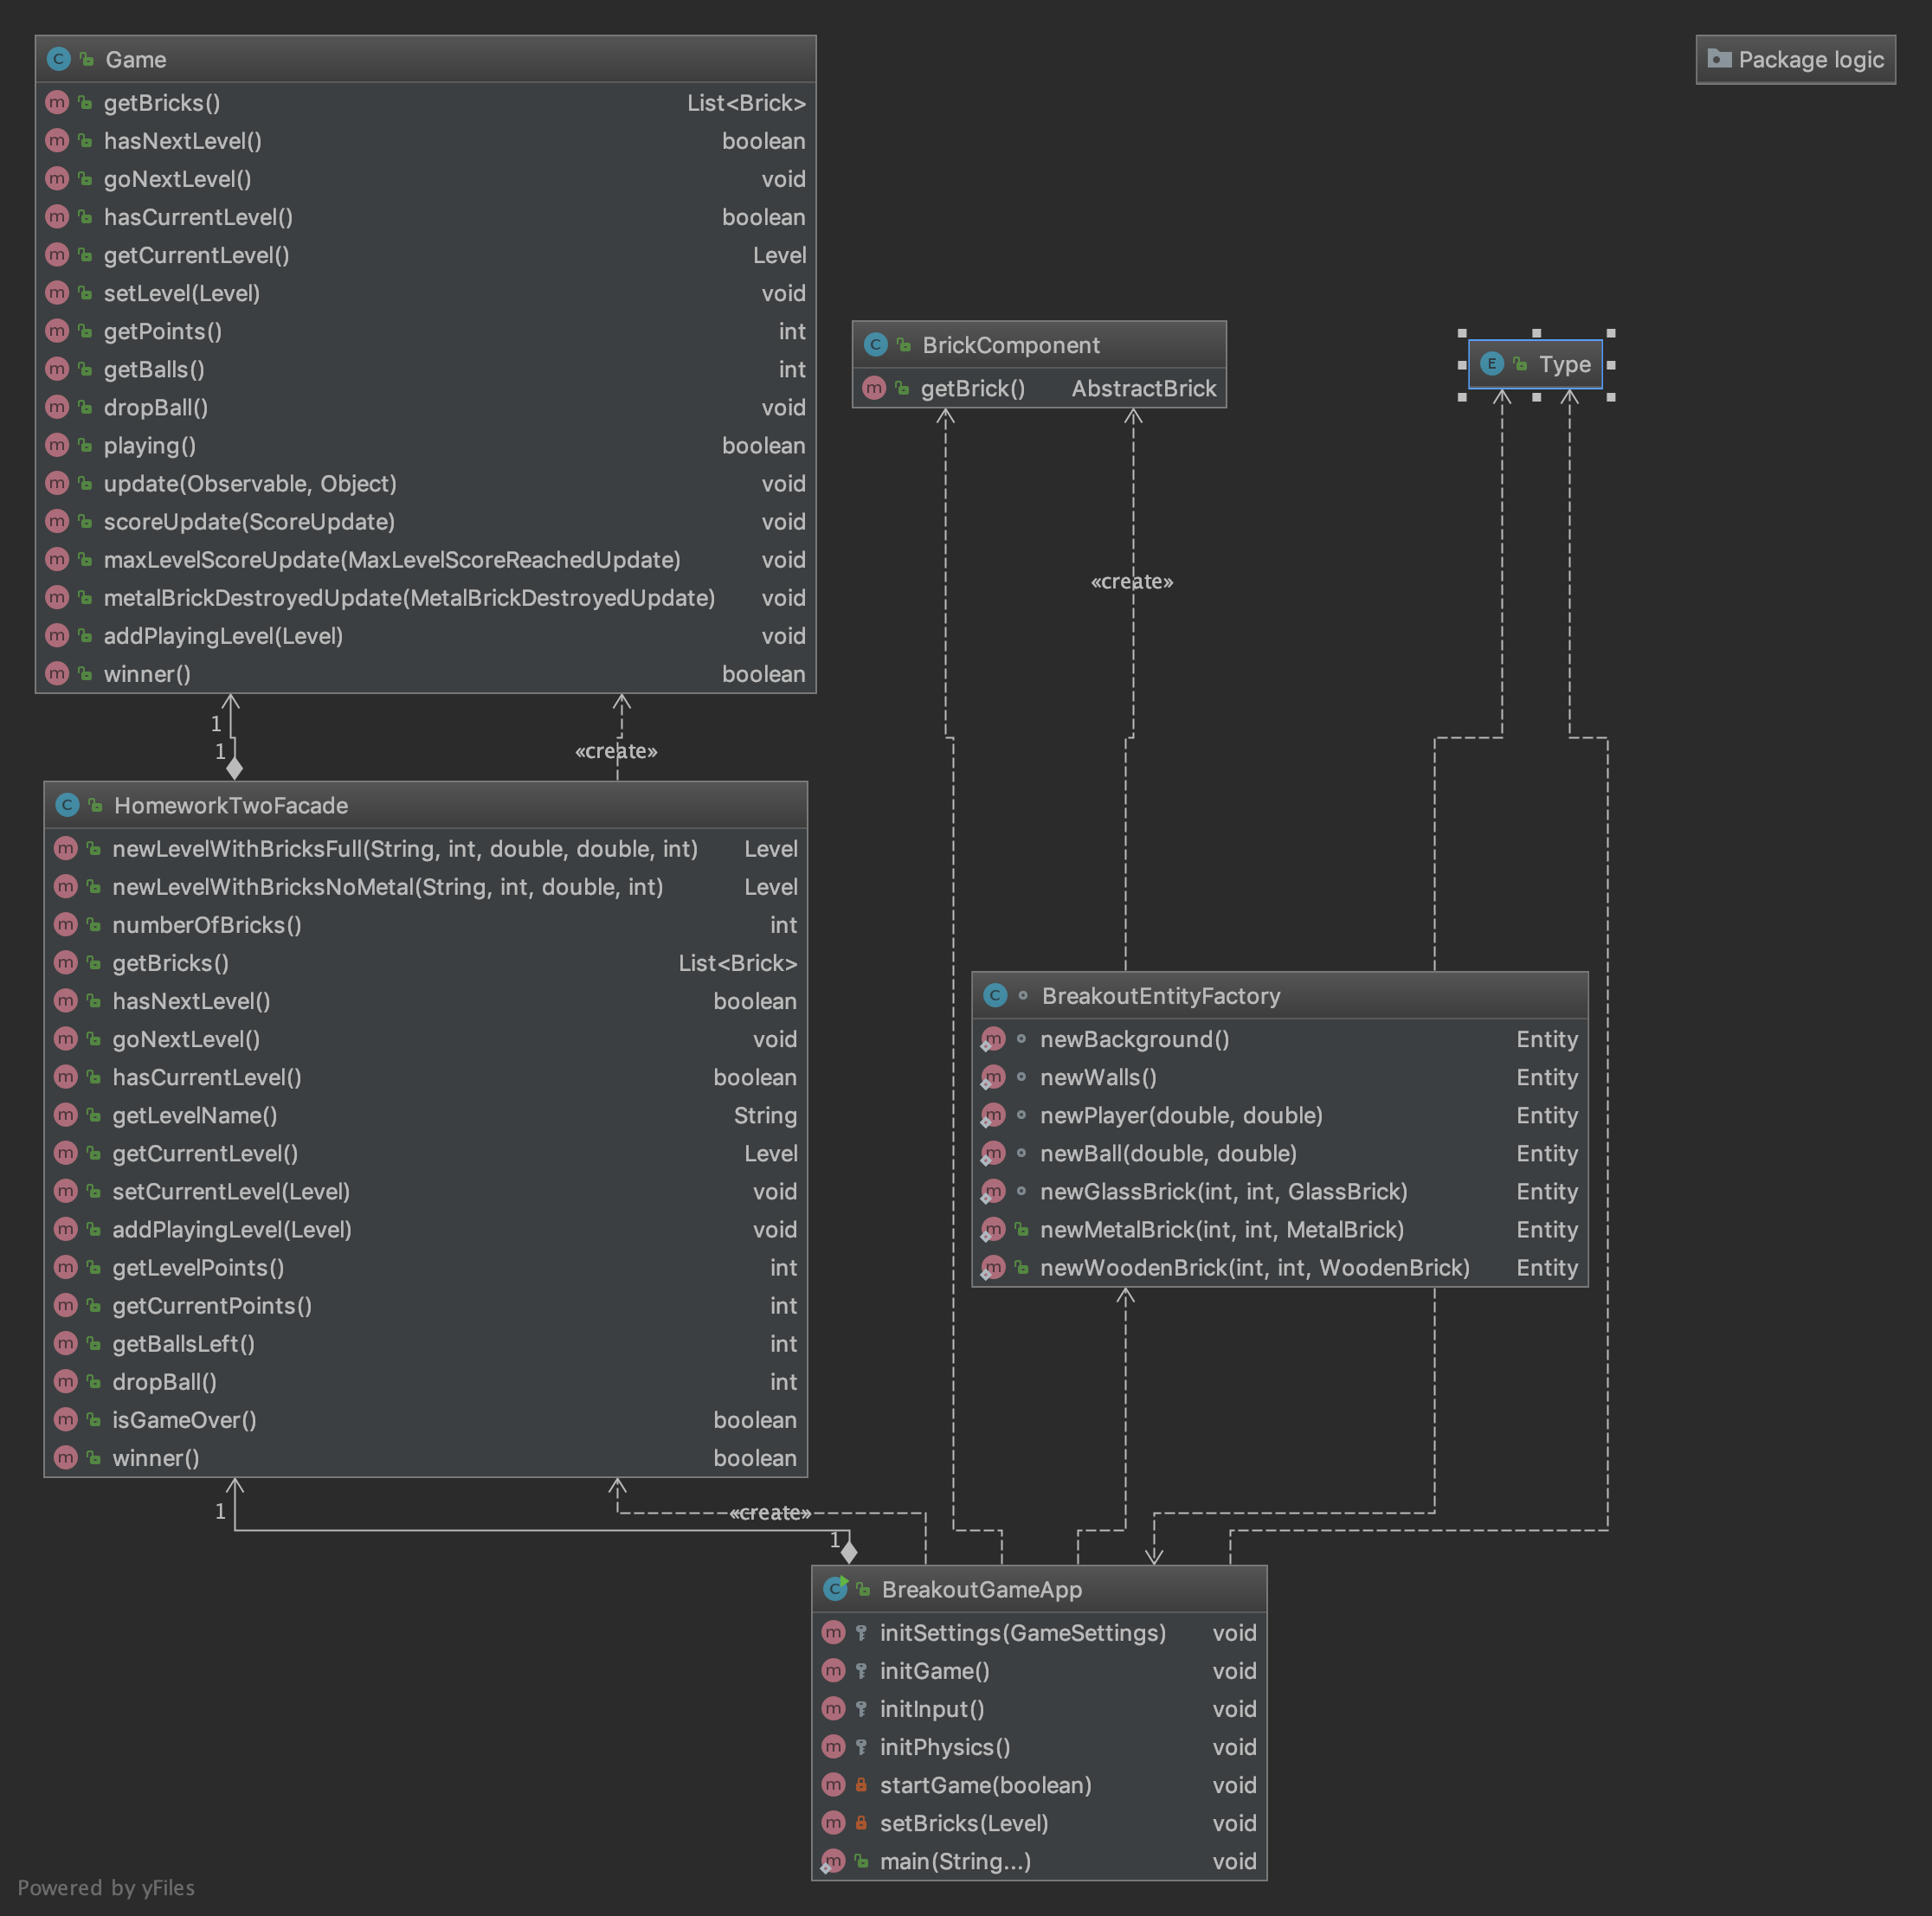 Game
getBricks() List<Brick>
hasNextLevel() boolean
goNextLevel() void
hasCurrentLevel() boolean
getCurrentLevel() Level
setLevel(Level) void
getPoints() int
getBalls() int
dropBall() void
playing() boolean
update(Observable, Object) void
scoreUpdate(ScoreUpdate) void
maxLevelScoreUpdate(MaxLevelScoreReachedUpdate) void
metalBrickDestroyedUpdate(MetalBrickDestroyedUpdate) void
addPlayingLevel(Level) void
winner() boolean
Package logic
BrickComponent
getBrick() AbstractBrick
Type
«create»
1
1
«create»
HomeworkTwoFacade
newLevelWithBricksFull(String, int, double, double, int) Level
newLevelWithBricksNoMetal(String, int, double, int) Level
numberOfBricks() int
getBricks() List<Brick>
hasNextLevel() boolean
goNextLevel() void
hasCurrentLevel() boolean
getLevelName() String
getCurrentLevel() Level
setCurrentLevel(Level) void
addPlayingLevel(Level) void
getLevelPoints() int
getCurrentPoints() int
getBallsLeft() int
dropBall() int
isGameOver() boolean
winner() boolean
BreakoutEntityFactory
newBackground() Entity
newWalls() Entity
newPlayer(double, double) Entity
newBall(double, double) Entity
newGlassBrick(int, int, GlassBrick) Entity
newMetalBrick(int, int, MetalBrick) Entity
newWoodenBrick(int, int, WoodenBrick) Entity
1
«create»
1
BreakoutGameApp
initSettings(GameSettings) void
initGame() void
initInput() void
initPhysics() void
startGame(boolean) void
setBricks(Level) void
main(String...) void
Powered by yFiles